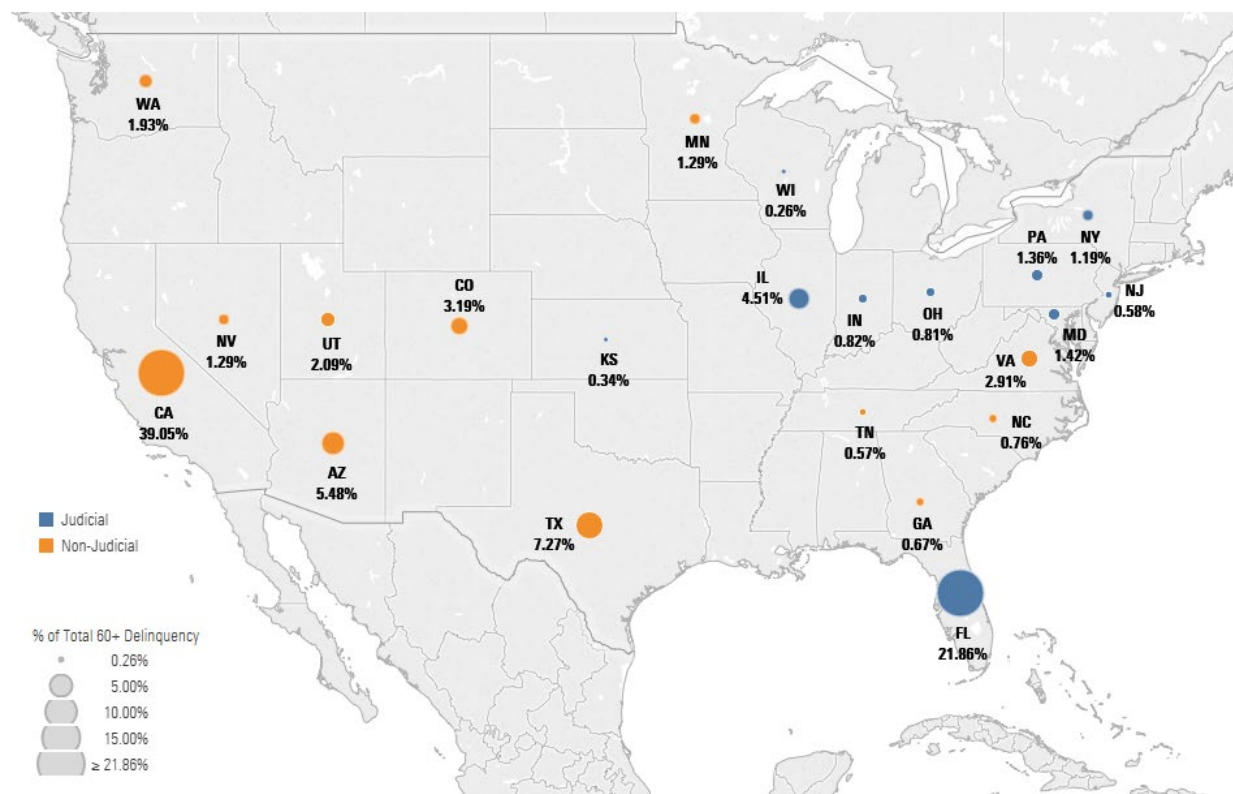 WA
1.93%
MN
1.29%
WI
0.26%
PA
1.36%
NY
1.19%
IL
4.51%
CO
3.19%
IN
0.82%
OH
0.81%
NJ
0.58%
MD
1.42%
NV
1.29%
UT
2.09%
KS
0.34%
VA
2.91%
CA
39.05%
TN
0.57%
NC
0.76%
AZ
5.48%
TX
7.27%
GA
0.67%
FL
21.86%
Judicial
Non-Judicial
% of Total 60+ Delinquency
0.26%
5.00%
10.00%
15.00%
≥ 21.86%